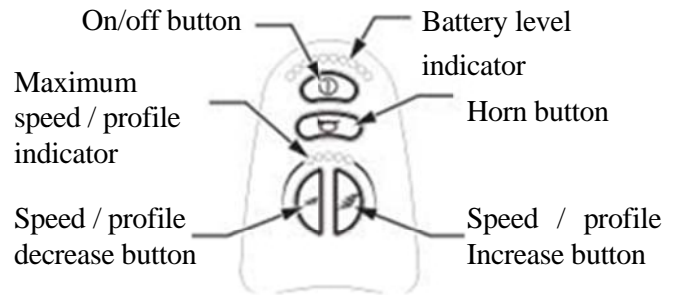 On/off button
Battery level
indicator
Maximum
speed / profile
indicator
Horn button
Speed / profile
decrease button
Speed / profile
Increase button